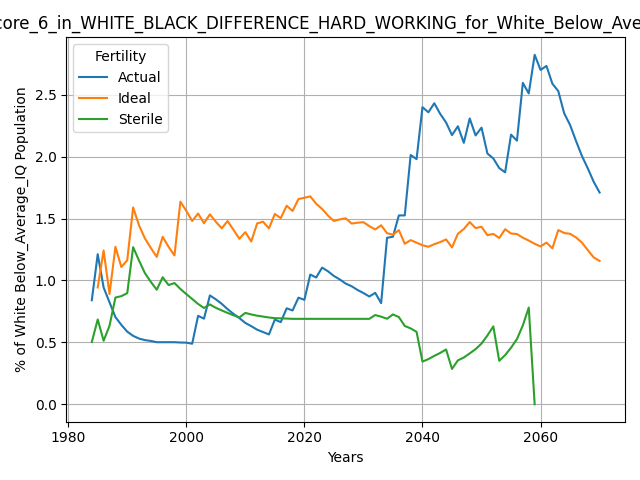 core_6_in_WHITE_BLACK_DIFFERENCE_HARD_WORKING_for_White_Below_Ave
Fertility
Actual
Ideal
Sterile
% of White Below_Average_IQ Population
2.5
2.0
1.5
1.0
0.5
0.0
1980 2000 2020 2040 2060
Years